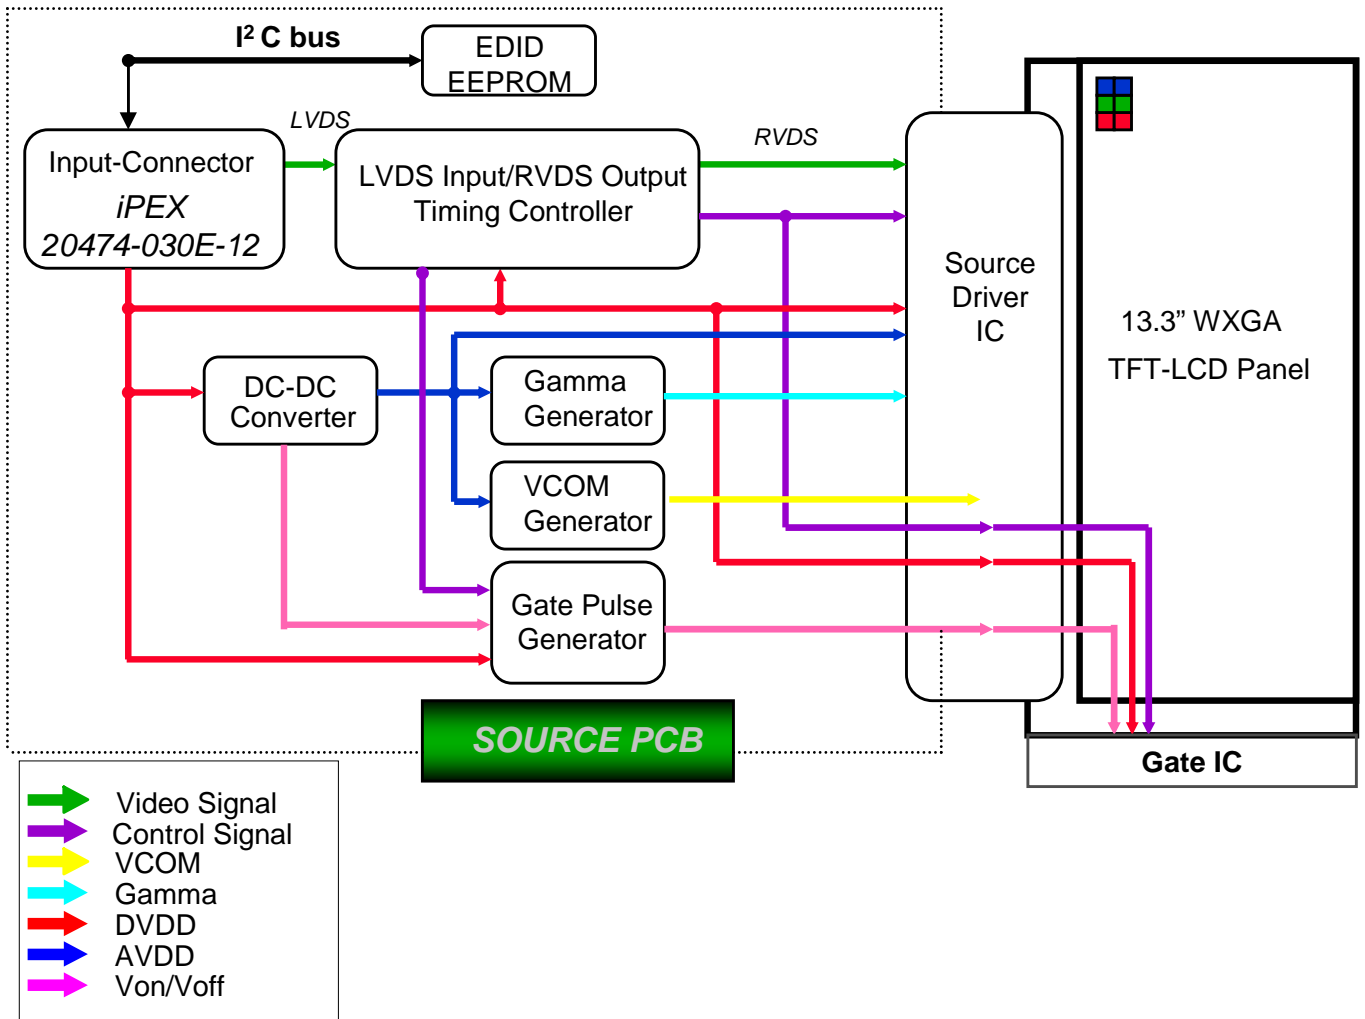 I² C bus
EDID
EEPROM
LVDS
RVDS
Input-Connector
iPEX
20474-030E-12
LVDS Input/RVDS Output
Timing Controller
Source
Driver
IC
13.3” WXGA
TFT-LCD Panel
DC-DC
Converter
Gamma
Generator
VCOM
Generator
Gate Pulse
Generator
SOURCE PCB
Gate IC
Video Signal
Control Signal
VCOM
Gamma
DVDD
AVDD
Von/Voff